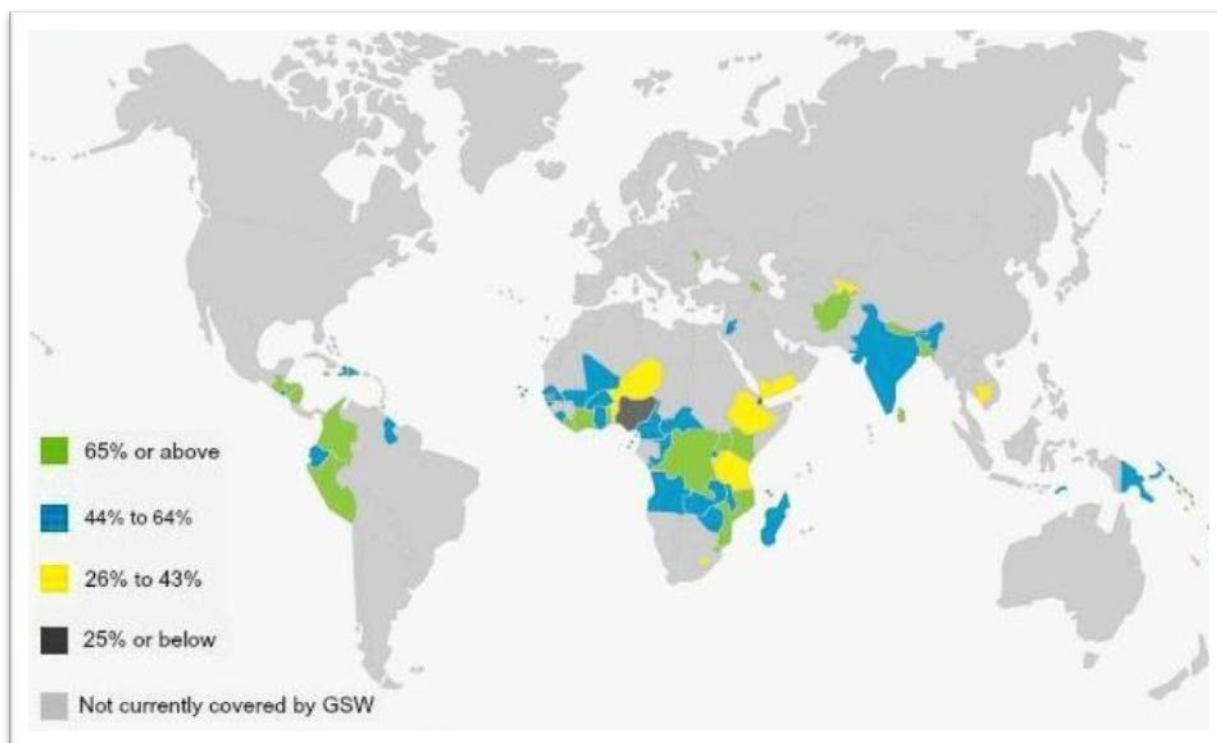 65% or above
44% to 64%
26% to 43%
25% or below
Not currently covered by GSW